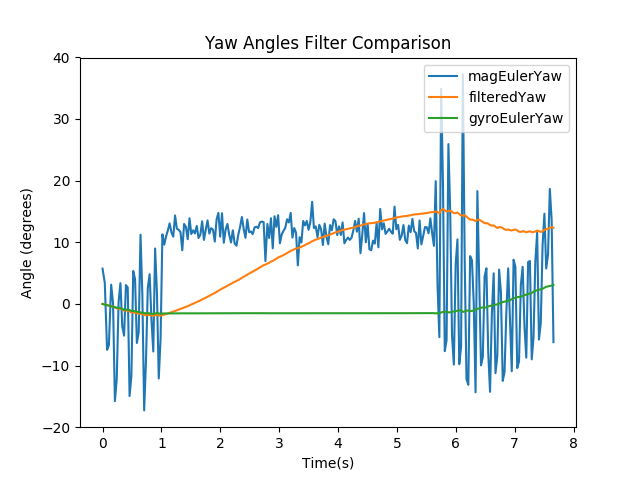 Yaw Angles Filter Comparison
magEulerYaw
filteredYaw
gyroEulerYaw
Angle (degrees)
40
30
20
10
0
−10
−20
0 1 2 3 4 5 6 7 8
Time(s)